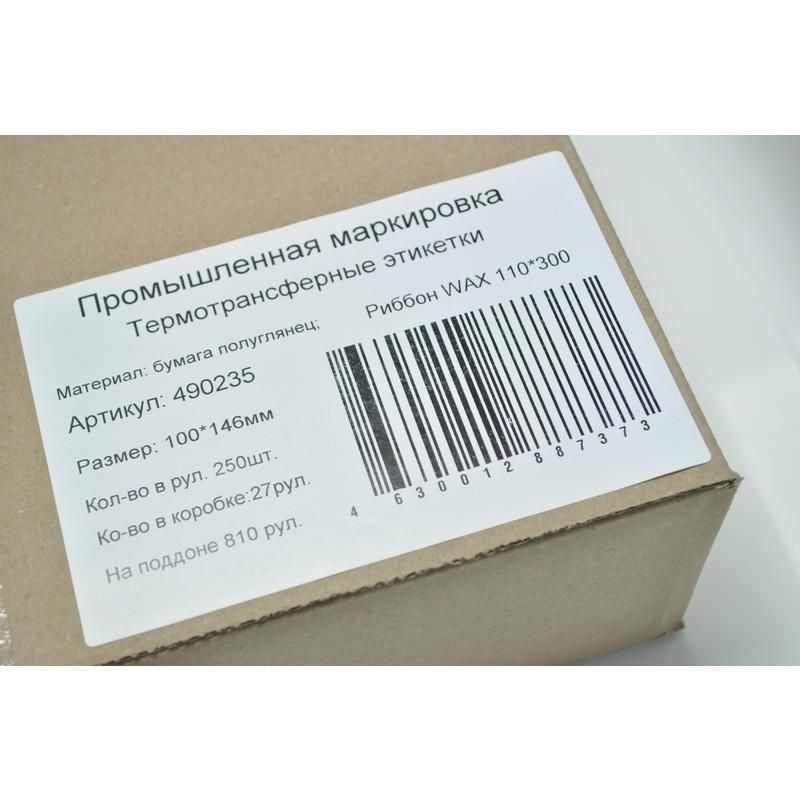 Промышленная маркировка
Термотрансферные этикетки
Материал: бумага полуглянец;
Риббон WAX 110*300
Артикул: 490235
Размер: 100*146мм
Кол-во в рул. 250шт.
Ко-во в коробке:27рул.
На поддоне 810 рул.
4 630012 887373